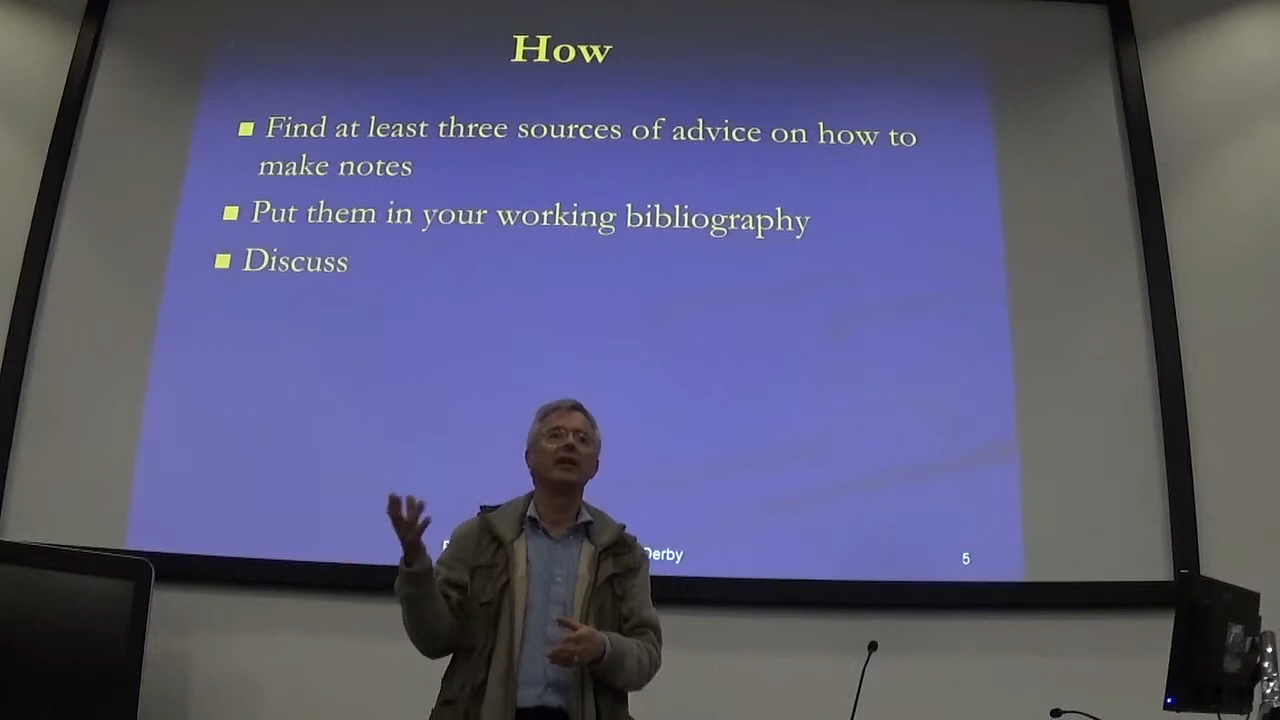 How
Find at least three sources of advice on how to
make notes
Put them in your working bibliography
Discuss
Derby
5